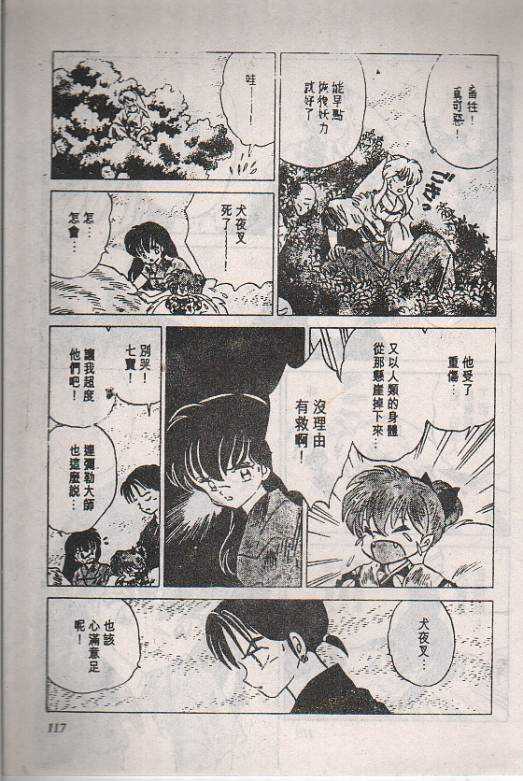 畜牲!
真可惡!
能早點
恢復妖力
就好了
哇——!
犬夜叉
死了——!
怎…
怎會…
他受了
重傷…
又以人類的身體
從那懸崖掉下來…
沒理由
有救啊!
別哭!
七寶!
讓我超度
他們吧!
連彌勒大師
也這麼說…
犬夜叉…
也該
心滿意足
呢!
117